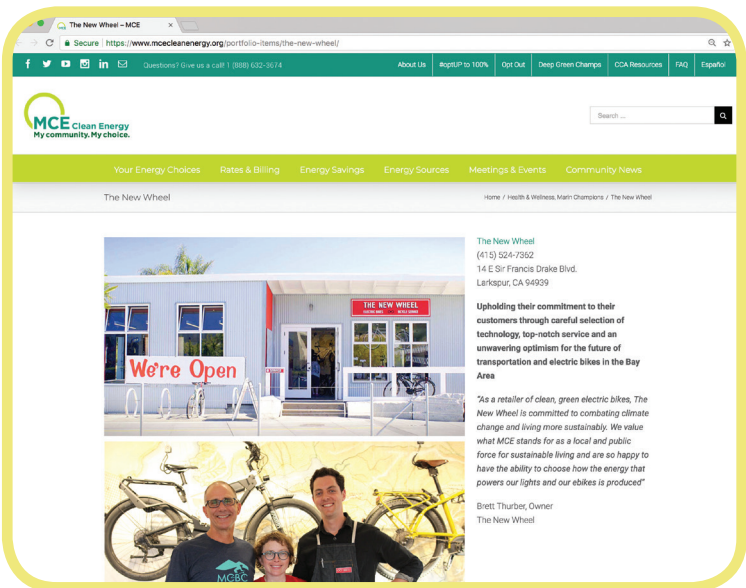 The New Wheel – MCE
Secure | https://www.mcecleanenergy.org/portfolio-items/the-new-wheel/
Questions? Give us a call! 1 (888) 632-3674
About Us
#optUP to 100%
Opt Out
Deep Green Champs
CCA Resources
FAQ
Español
MCE Clean Energy
My community. My choice.
Search ...
Your Energy Choices
Rates & Billing
Energy Savings
Energy Sources
Meetings & Events
Community News
The New Wheel
Home / Health & Wellness, Marin Champions / The New Wheel
THE NEW WHEEL
ELECTRIC BIKES
BICYCLE SERVICE
We're Open
MCBC
The New Wheel
(415) 524-7362
14 E Sir Francis Drake Blvd.
Larkspur, CA 94939
Upholding their commitment to their
customers through careful selection of
technology, top-notch service and an
unwavering optimism for the future of
transportation and electric bikes in the Bay
Area
"As a retailer of clean, green electric bikes, The
New Wheel is committed to combating climate
change and living more sustainably. We value
what MCE stands for as a local and public
force for sustainable living and are so happy to
have the ability to choose how the energy that
powers our lights and our ebikes is produced"
Brett Thurber, Owner
The New Wheel